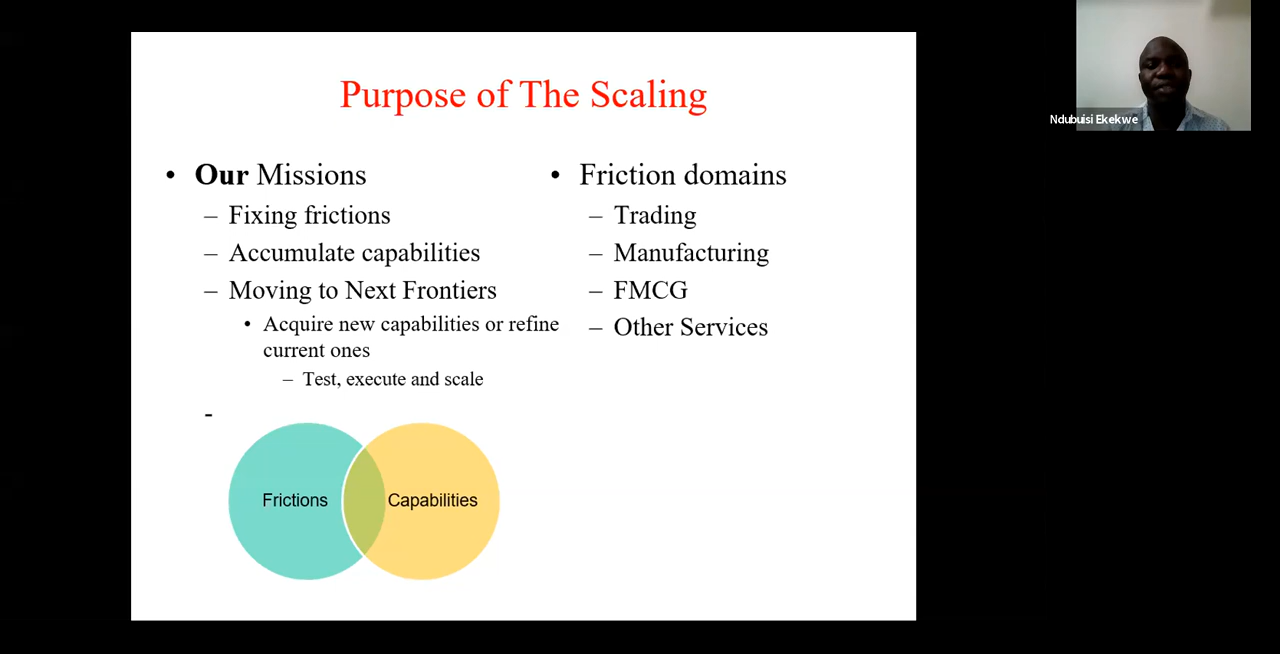 Purpose of The Scaling
• Our Missions
– Fixing frictions
– Accumulate capabilities
– Moving to Next Frontiers
• Acquire new capabilities or refine
current ones
– Test, execute and scale
-
Frictions
Capabilities
• Friction domains
– Trading
– Manufacturing
– FMCG
– Other Services
Ndubuisi Ekekwe